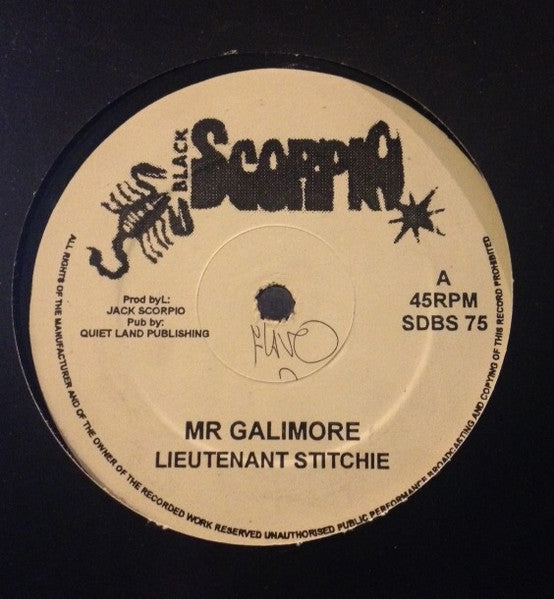 BLACK
SCORPIO
A
45RPM
SDBS 75
Prod byL:
JACK SCORPIO
Pub by:
QUIET LAND PUBLISHING
MR GALIMORE
LIEUTENANT STITCHIE
ALL RIGHTS OF THE MANUFACTURER AND OF THE OWNER OF THE RECORDED WORK RESERVED UNAUTHORISED PUBLIC PERFORMANCE BROADCASTING AND COPYING OF THIS RECORD PROHIBITED